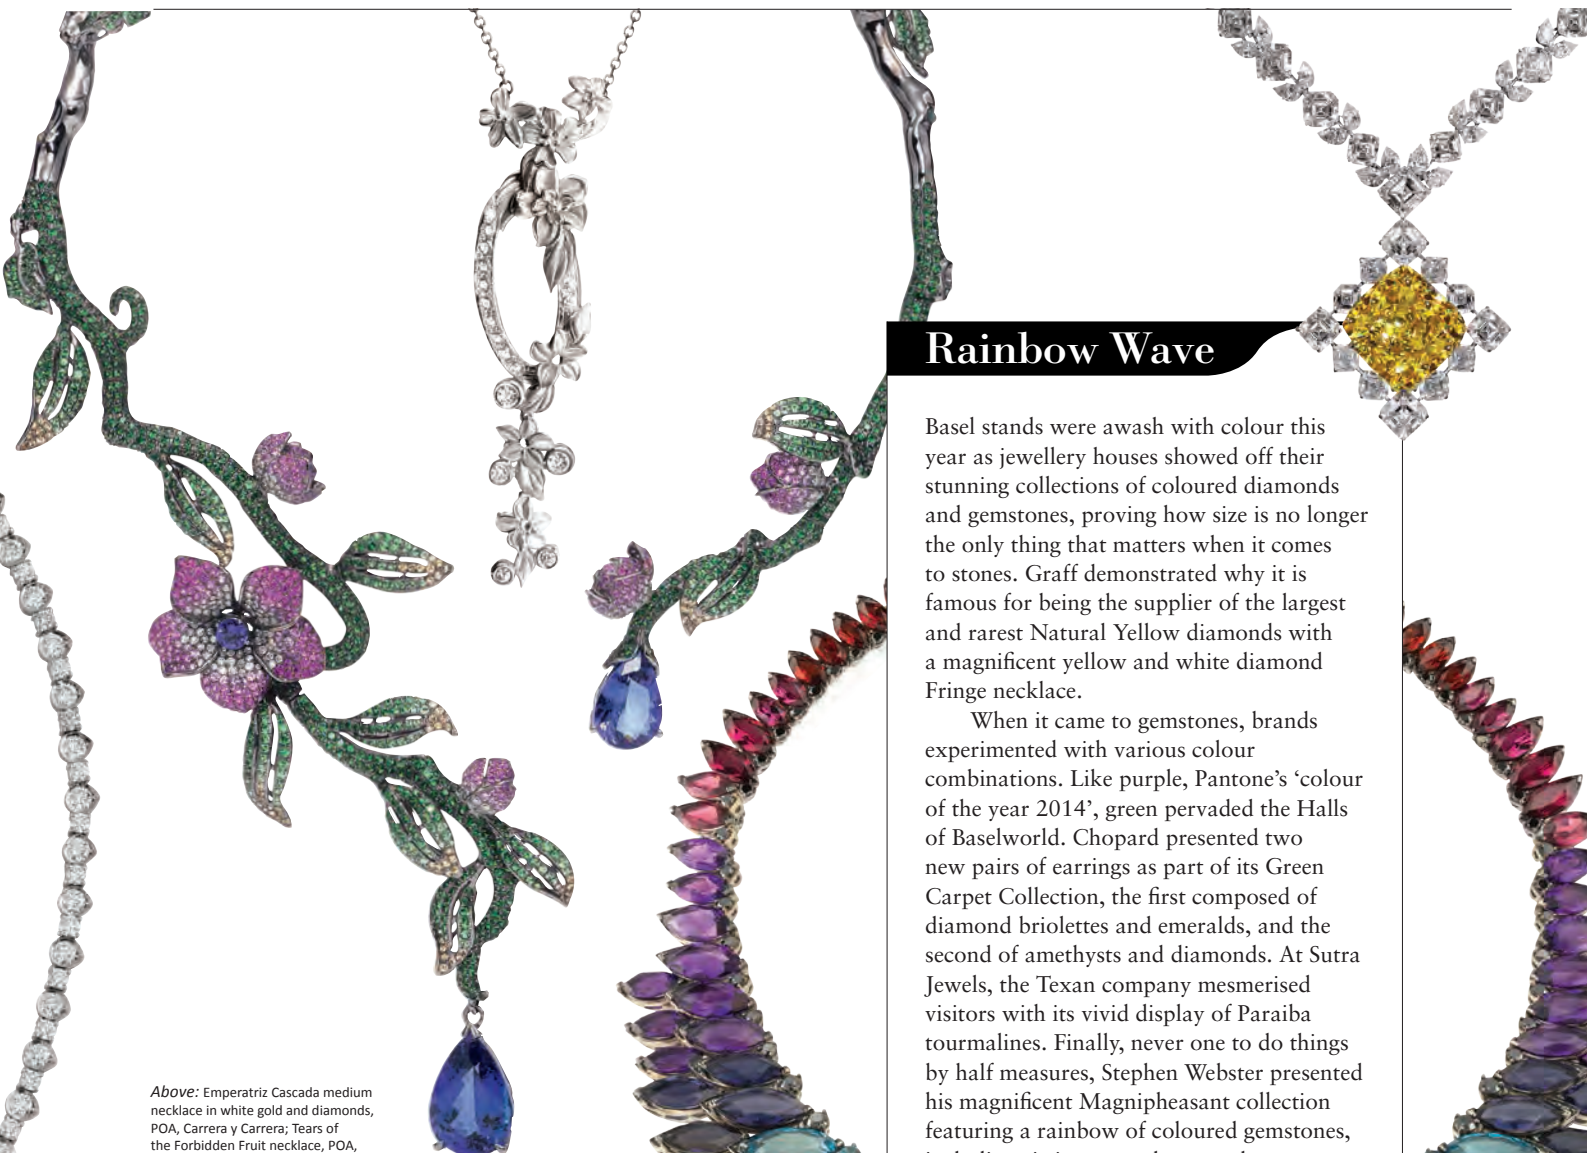 Rainbow Wave
Basel stands were awash with colour this
year as jewellery houses showed off their
stunning collections of coloured diamonds
and gemstones, proving how size is no longer
the only thing that matters when it comes
to stones. Graff demonstrated why it is
famous for being the supplier of the largest
and rarest Natural Yellow diamonds with
a magnificent yellow and white diamond
Fringe necklace.
When it came to gemstones, brands
experimented with various colour
combinations. Like purple, Pantone's ‘colour
of the year 2014’, green pervaded the Halls
of Baselworld. Chopard presented two
new pairs of earrings as part of its Green
Carpet Collection, the first composed of
diamond briolettes and emeralds, and the
second of amethysts and diamonds. At Sutra
Jewels, the Texan company mesmerised
visitors with its vivid display of Paraiba
tourmalines. Finally, never one to do things
by half measures, Stephen Webster presented
his magnificent Magnipheasant collection
featuring a rainbow of coloured gemstones,
Above: Emperatriz Cascada medium
necklace in white gold and diamonds,
POA, Carrera y Carrera; Tears of
the Forbidden Fruit necklace, POA,